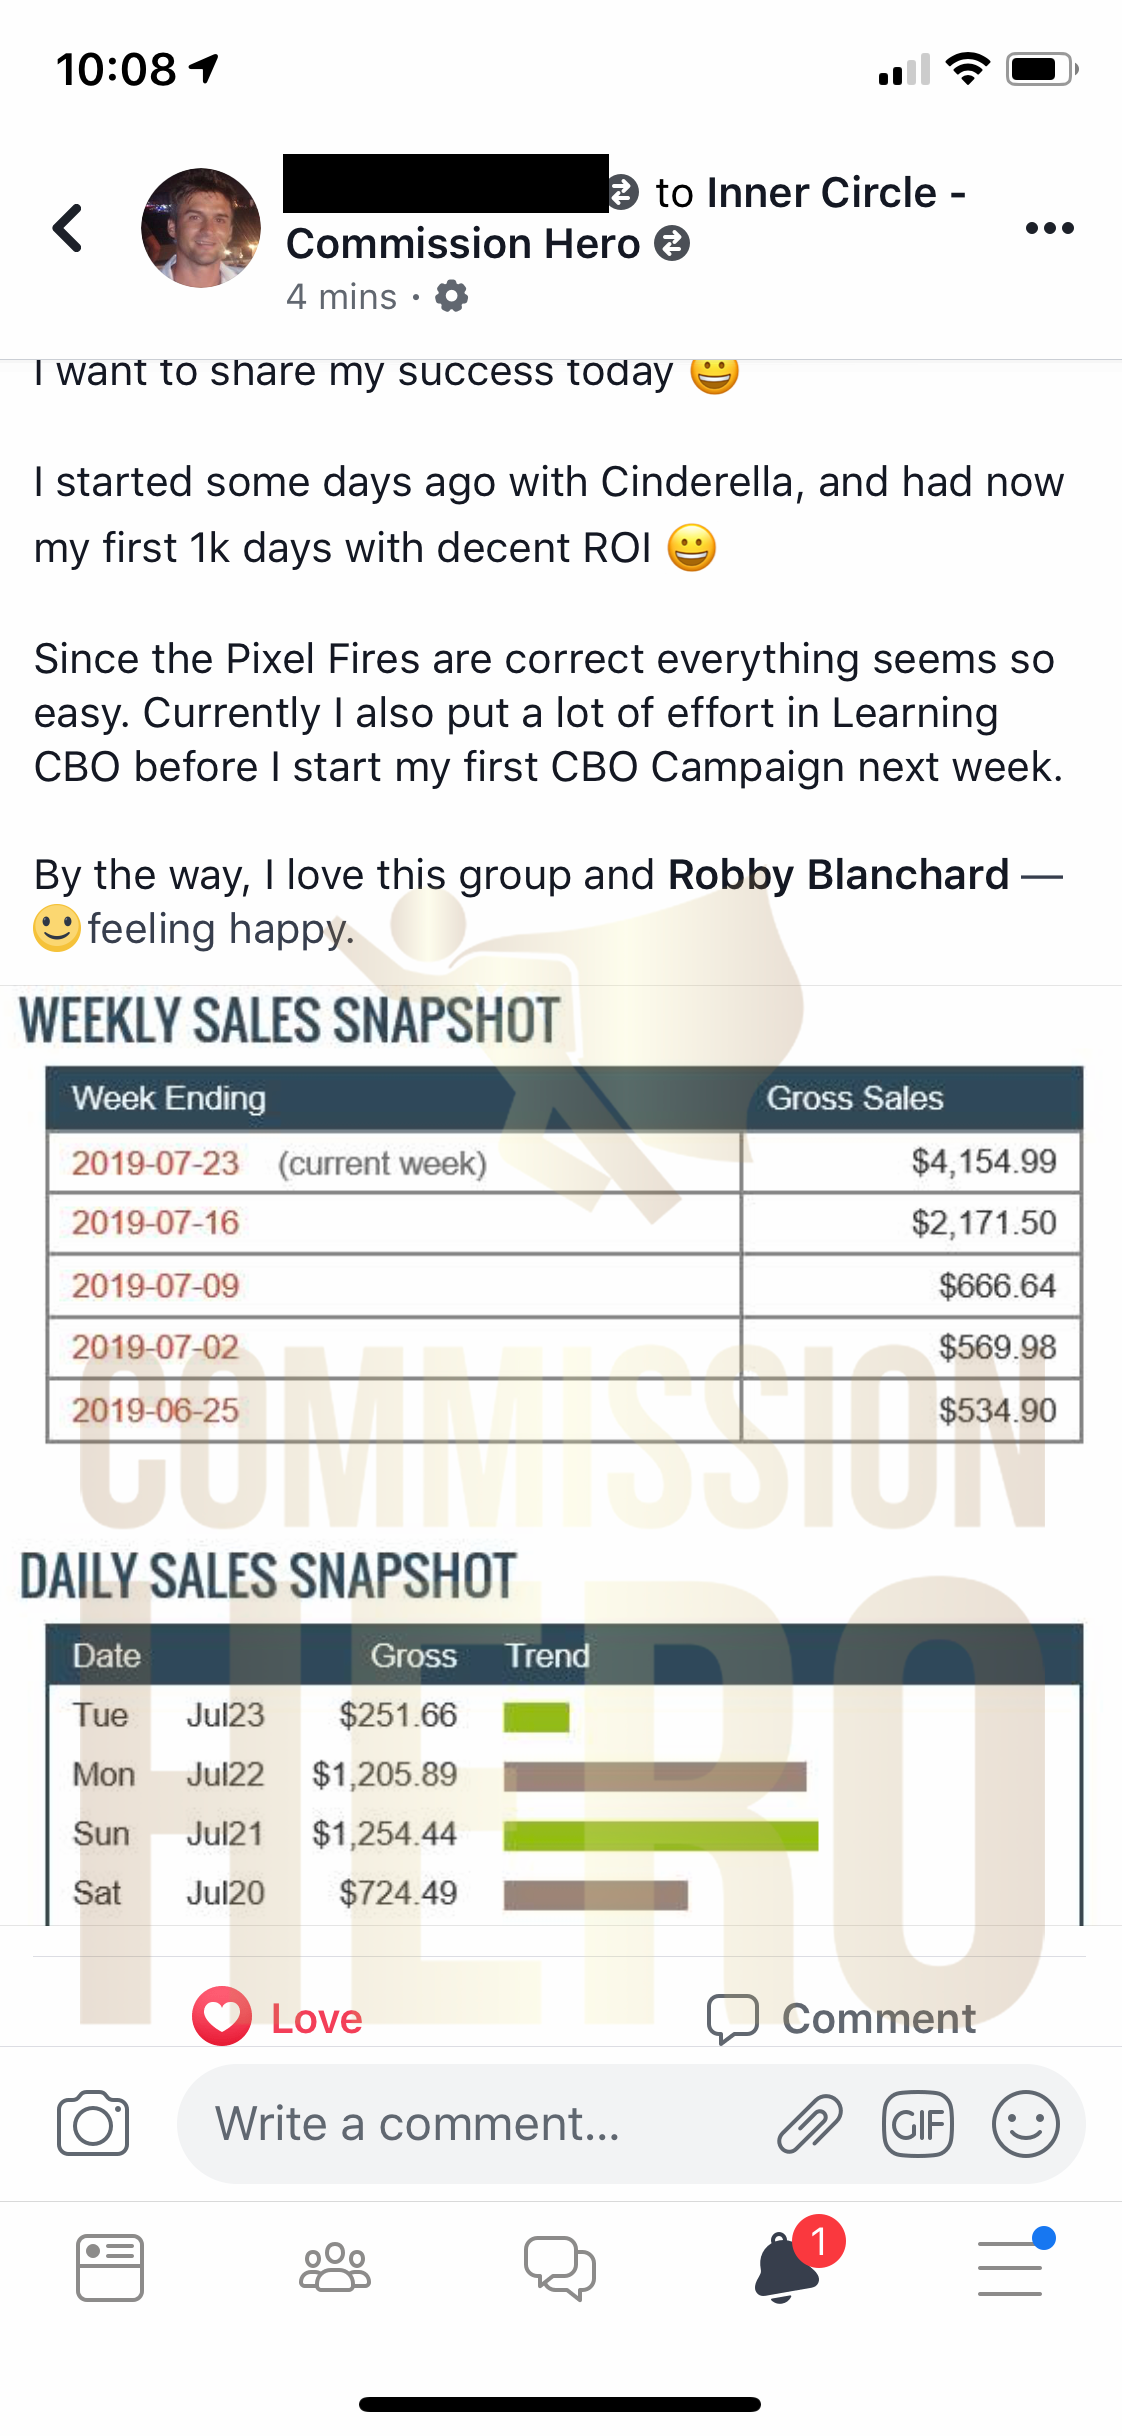 10:08
to Inner Circle -
Commission Hero
4 mins ·
I want to share my success today 😀
I started some days ago with Cinderella, and had now
my first 1k days with decent ROI 😀
Since the Pixel Fires are correct everything seems so
easy. Currently I also put a lot of effort in Learning
CBO before I start my first CBO Campaign next week.
By the way, I love this group and Robby Blanchard —
🙂 feeling happy.
WEEKLY SALES SNAPSHOT
Week Ending Gross Sales
2019-07-23 (current week) $4,154.99
2019-07-16 $2,171.50
2019-07-09 $666.64
2019-07-02 $569.98
2019-06-25 $534.90
COMMISSION
DAILY SALES SNAPSHOT
HERO
Date Gross Trend
Tue Jul23 $251.66
Mon Jul22 $1,205.89
Sun Jul21 $1,254.44
Sat Jul20 $724.49
Love Comment
Write a comment... GIF
1